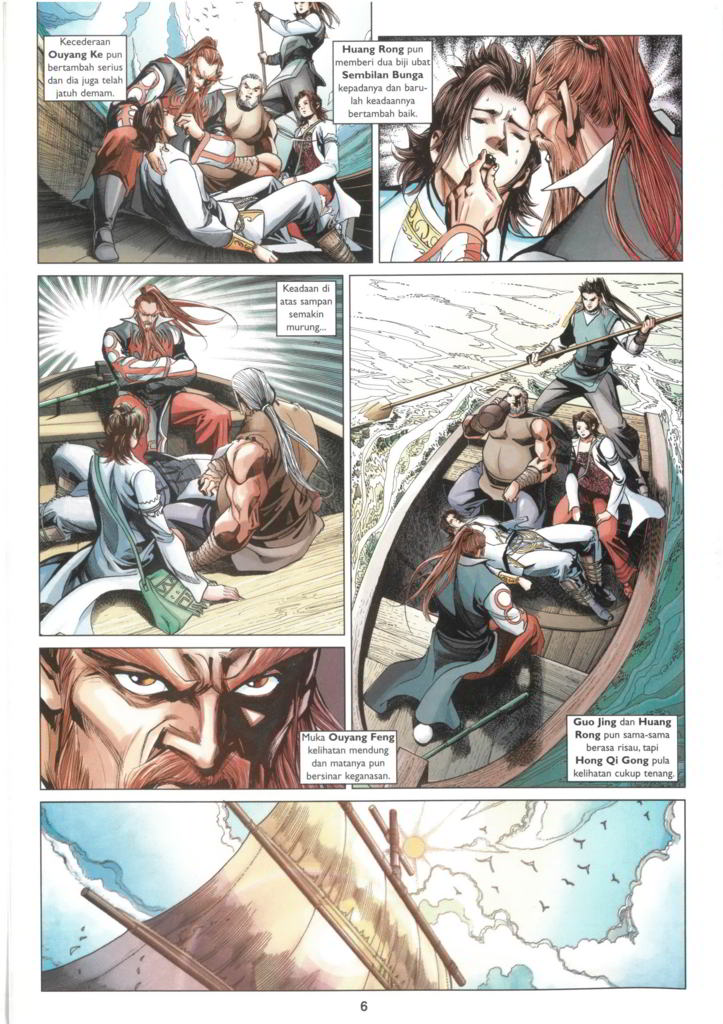 Kecederaan
Ouyang Ke pun
bertambah serius
dan dia juga telah
jatuh demam.
Huang Rong pun
memberi dua biji ubat
Sembilan Bunga
kepadanya dan baru-
lah keadaannya
bertambah baik.
Keadaan di
atas sampan
semakin
murung...
Muka Ouyang Feng
kelihatan mendung
dan matanya pun
bersinar keganasan.
Guo Jing dan Huang
Rong pun sama-sama
berasa risau, tapi
Hong Qi Gong pula
kelihatan cukup tenang.
6